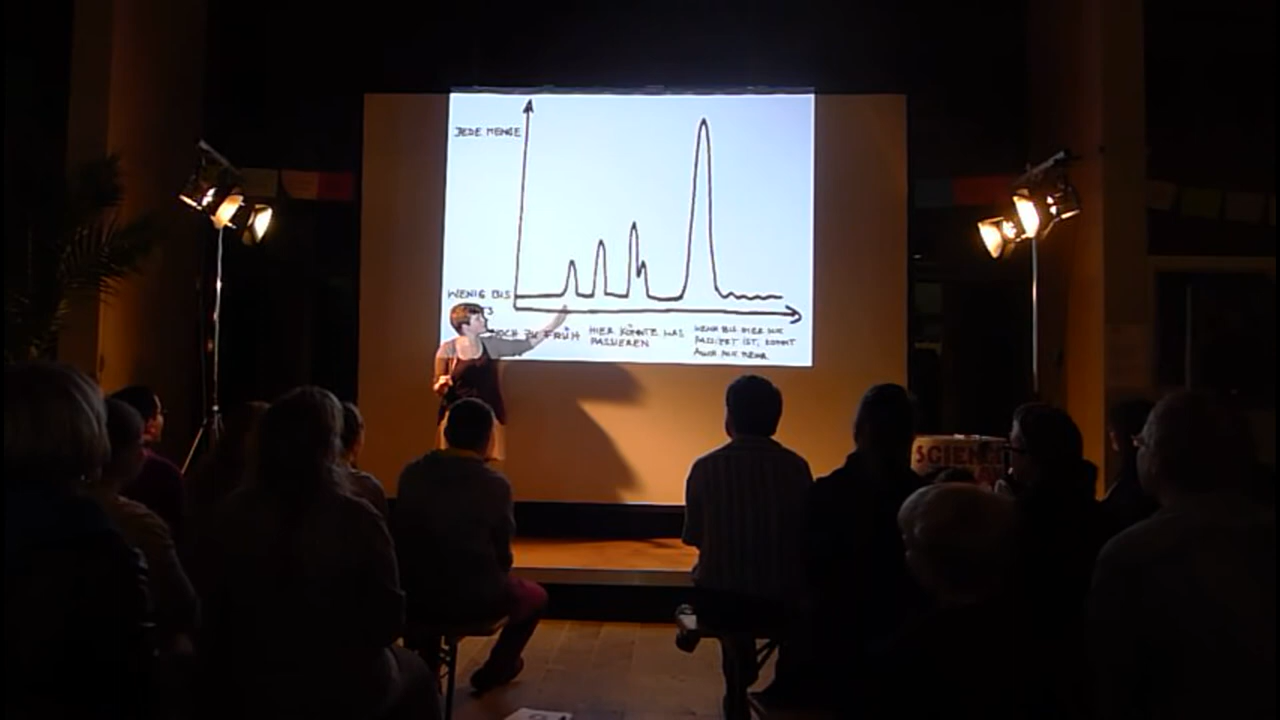 JEDE MENGE
WENIG BIS
NOCH ZU FRÜH
HIER KÖNNTE WAS
PASSIEREN
WENN BIS HIER NIX
PASSIERT IST, KOMMT
AUCH NIX MEHR